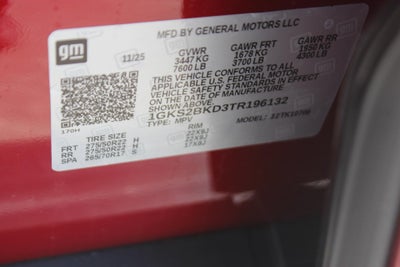 gm
MFD BY GENERAL MOTORS LLC
11/25 GVWR GAWR FRT GAWR RR
3447 KG 1678 KG 1950 KG
7600 LB 3700 LB 4300 LB
THIS VEHICLE CONFORMS TO ALL
APPLICABLE U.S. FEDERAL MOTOR
VEHICLE SAFETY STANDARDS IN EFFECT
ON THE DATE OF MANUFACTURE
SHOWN ABOVE.
1GKS2BKD3TR196132
TYPE: MPV MODEL:
170H
TIRE SIZE RIM
FRT 275/50R22 H 22X9J
RR 275/50R22 H 22X9J
SPA 265/70R17 S 17X8J